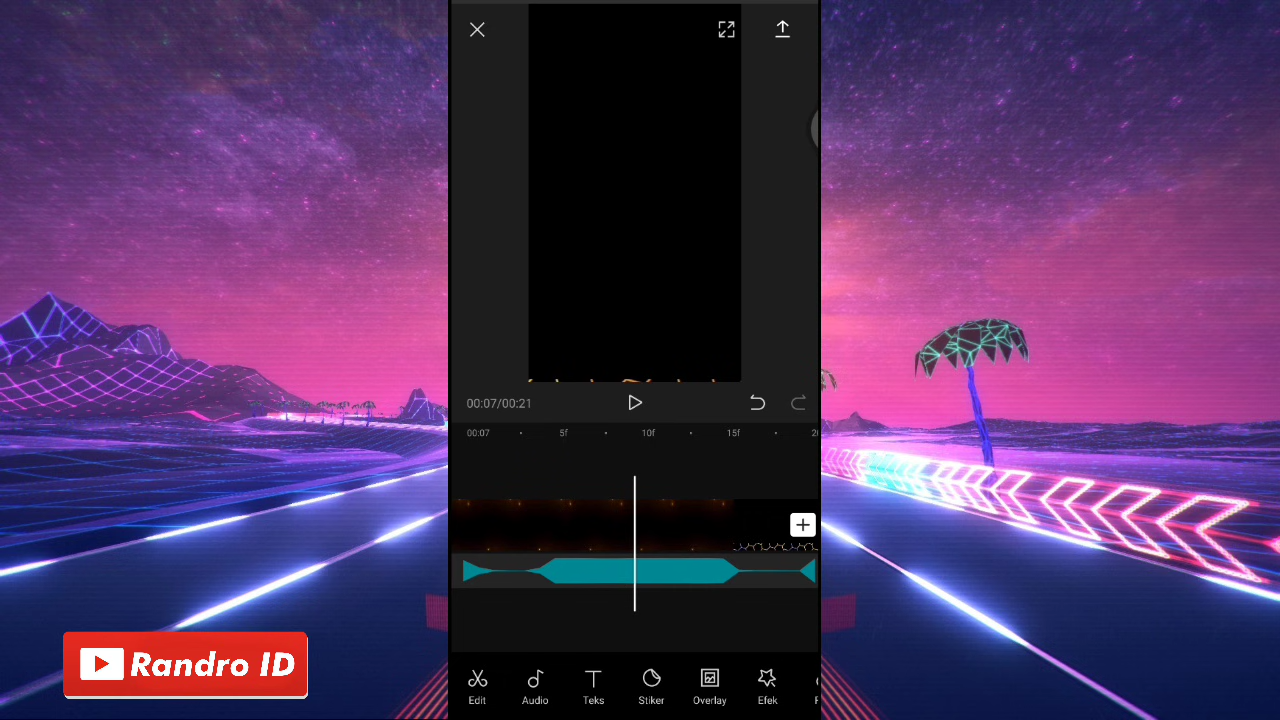 00:07/00:21
00:07 5f 10f 15f
Edit Audio Teks Stiker Overlay Efek
Randro ID